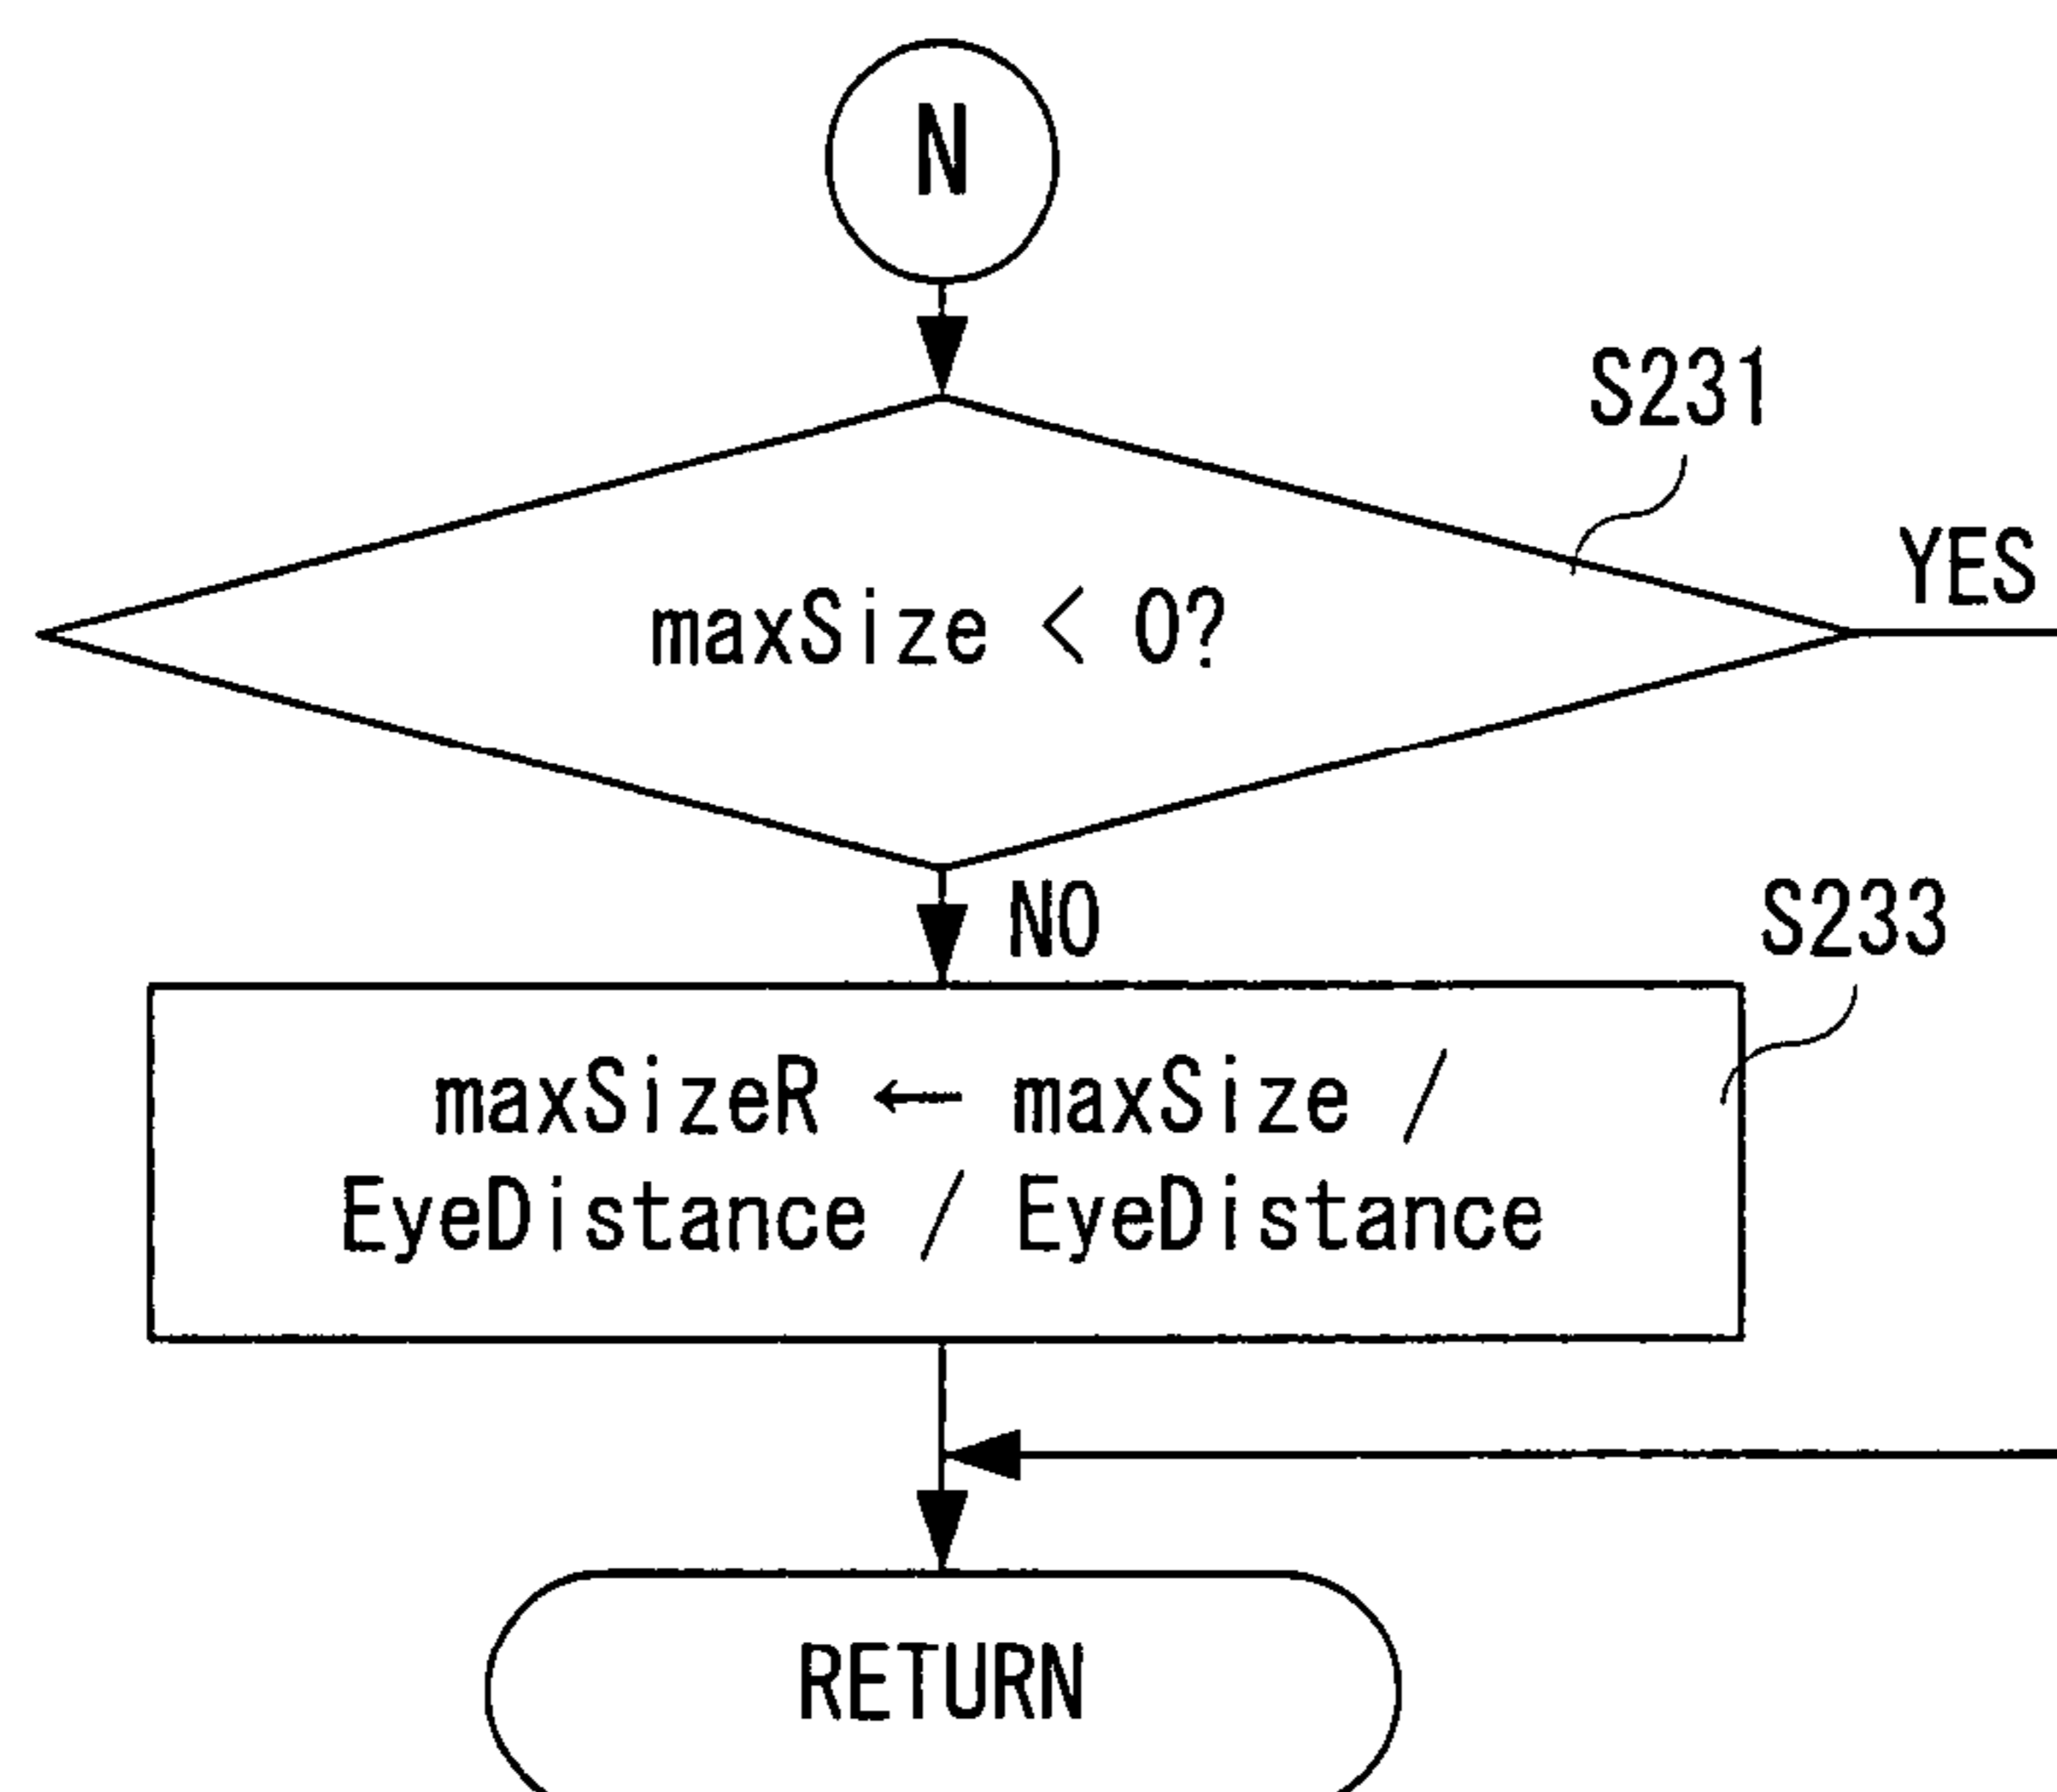 N
S231
YES
maxSize < 0?
NO
S233
maxSizeR ← maxSize /
EyeDistance / EyeDistance
RETURN